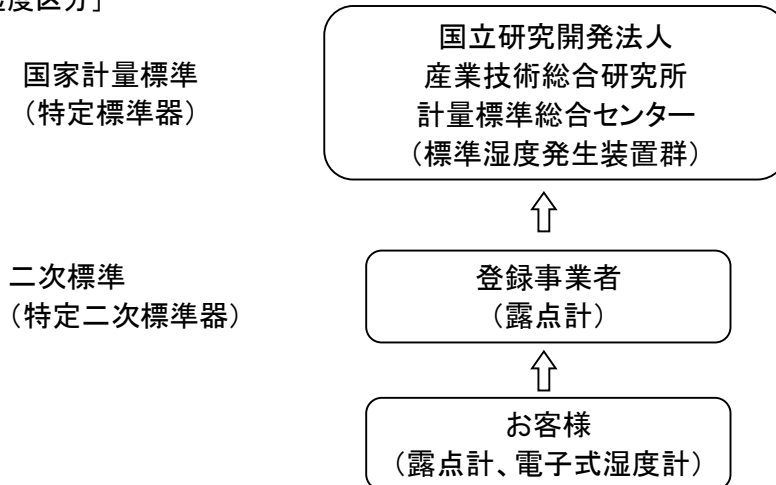 度区分」
国立研究開発法人
国家計量標準
産業技術総合研究所
（特定標準器）
計量標準総合センター
（標準湿度発生装置群）
二次標準
登録事業者
（特定二次標準器）
（露点計）
お客様
（露点計、電子式湿度計）